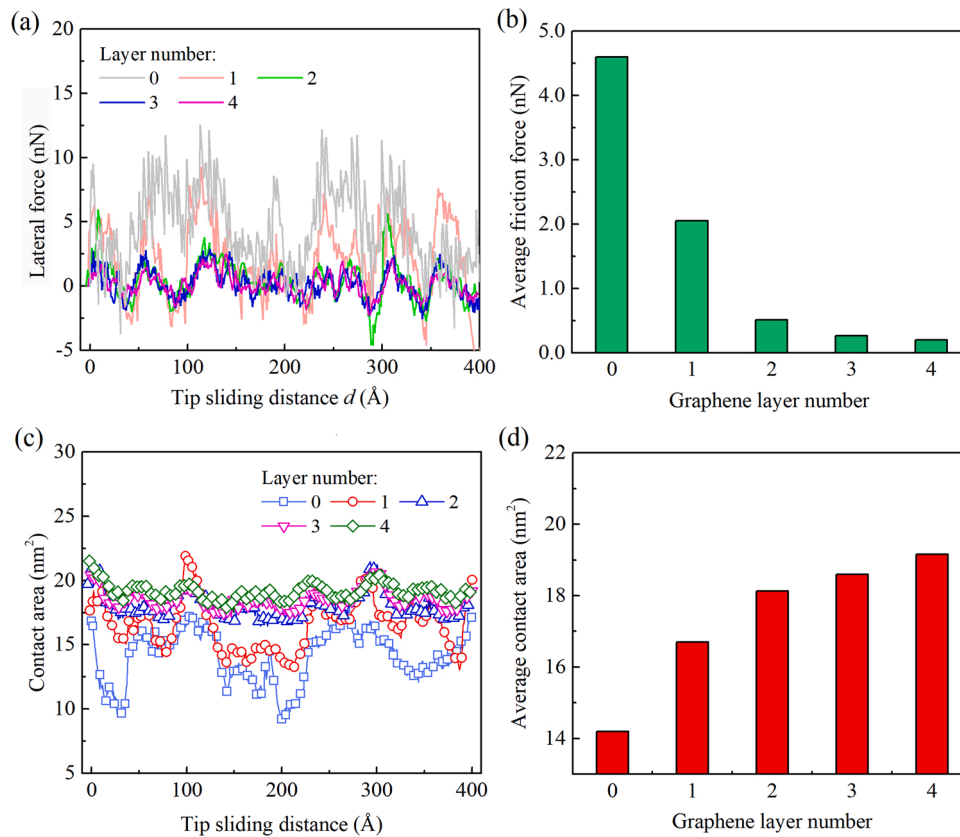 (a)
20
15
10
5
0
-5
Lateral force (nN)
Layer number:
0 1 2
3 4
0 100 200 300 400
Tip sliding distance d (Å)
(b)
5.0
4.0
3.0
2.0
1.0
0.0
Average friction force (nN)
0 1 2 3 4
Graphene layer number
(c)
30
25
20
15
10
5
Contact area (nm²)
Layer number:
0 1 2
3 4
0 100 200 300 400
Tip sliding distance (Å)
(d)
22
20
18
16
14
Average contact area (nm²)
0 1 2 3 4
Graphene layer number